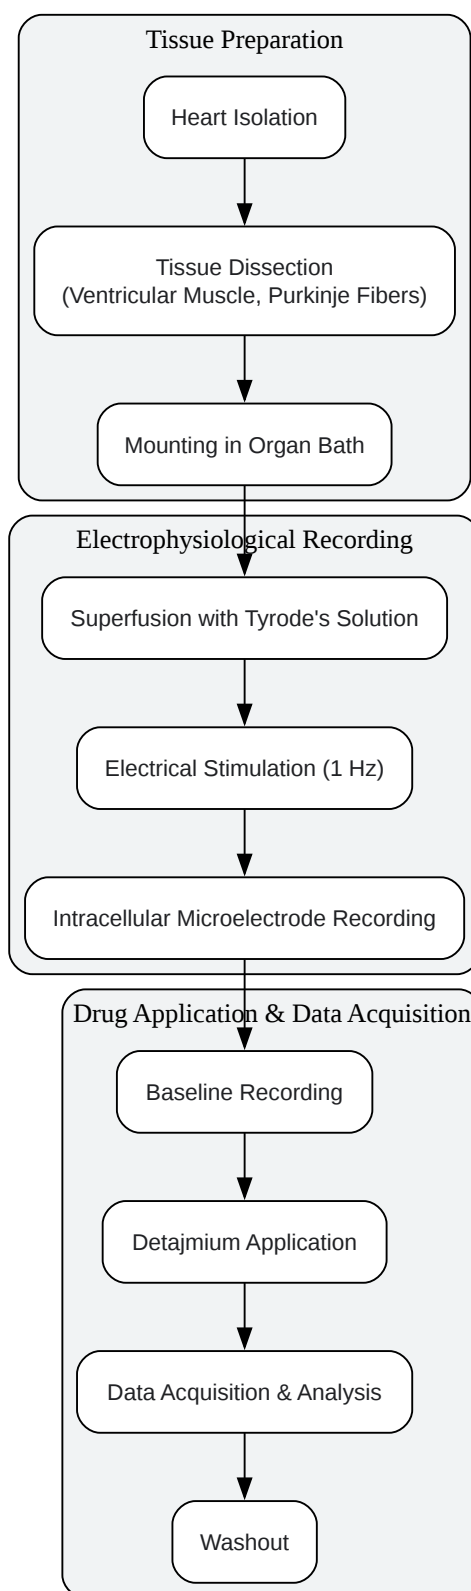 Tissue Preparation
Heart Isolation
Tissue Dissection
(Ventricular Muscle, Purkinje Fibers)
Mounting in Organ Bath
Electrophysiological Recording
Superfusion with Tyrode's Solution
Electrical Stimulation (1 Hz)
Intracellular Microelectrode Recording
Drug Application & Data Acquisition
Baseline Recording
Detajmium Application
Data Acquisition & Analysis
Washout